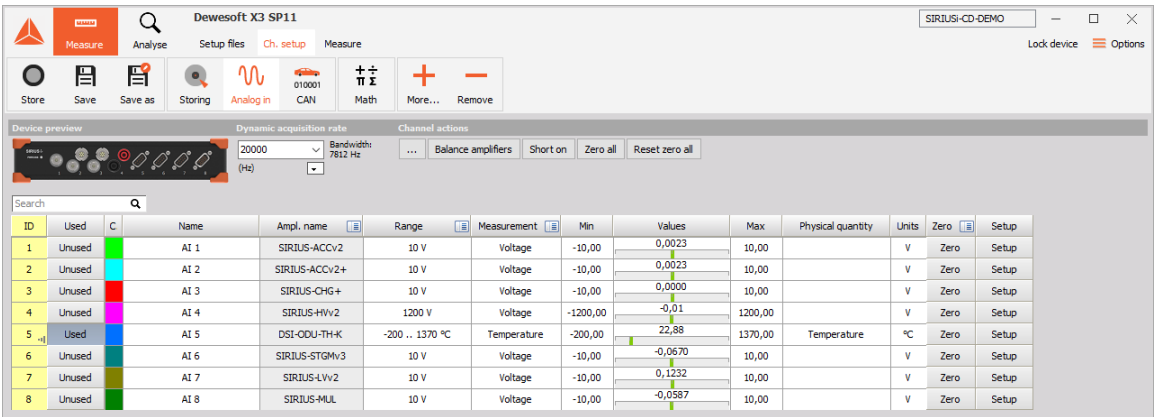 Dewesoft X3 SP11
SIRIUSi-CD-DEMO
Measure
Analyse
Setup files Ch. setup Measure
Lock device Options
Store Save Save as Storing Analog in CAN Math More... Remove
010001
Device preview Dynamic acquisition rate Channel actions
20000 Bandwidth: 7812 Hz
(Hz)
... Balance amplifiers Short on Zero all Reset zero all
Search
ID Used C Name Ampl. name Range Measurement Min Values Max Physical quantity Units Zero Setup
1 Unused AI 1 SIRIUS-ACCv2 10 V Voltage -10,00 0,0023 10,00 V Zero Setup
2 Unused AI 2 SIRIUS-ACCv2+ 10 V Voltage -10,00 0,0023 10,00 V Zero Setup
3 Unused AI 3 SIRIUS-CHG+ 10 V Voltage -10,00 0,0000 10,00 V Zero Setup
4 Unused AI 4 SIRIUS-HVv2 1200 V Voltage -1200,00 -0,01 1200,00 V Zero Setup
5 Used AI 5 DSI-ODU-TH-K -200 .. 1370 °C Temperature -200,00 22,88 1370,00 Temperature °C Zero Setup
6 Unused AI 6 SIRIUS-STGMv3 10 V Voltage -10,00 -0,0670 10,00 V Zero Setup
7 Unused AI 7 SIRIUS-LVv2 10 V Voltage -10,00 0,1232 10,00 V Zero Setup
8 Unused AI 8 SIRIUS-MUL 10 V Voltage -10,00 -0,0587 10,00 V Zero Setup